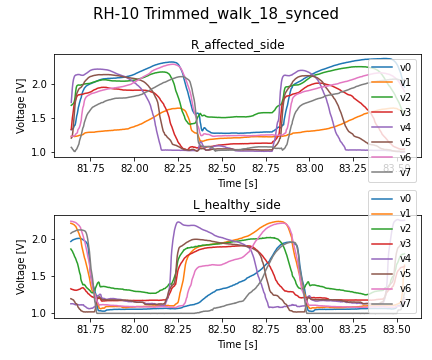 RH-10 Trimmed_walk_18_synced
R_affected_side
Voltage [V]
2.0
1.5
1.0
81.75 82.00 82.25 82.50 82.75 83.00 83.25 83.50
Time [s]
v0
v1
v2
v3
v4
v5
v6
v7
L_healthy_side
Voltage [V]
2.0
1.5
1.0
81.75 82.00 82.25 82.50 82.75 83.00 83.25 83.50
Time [s]
v0
v1
v2
v3
v4
v5
v6
v7